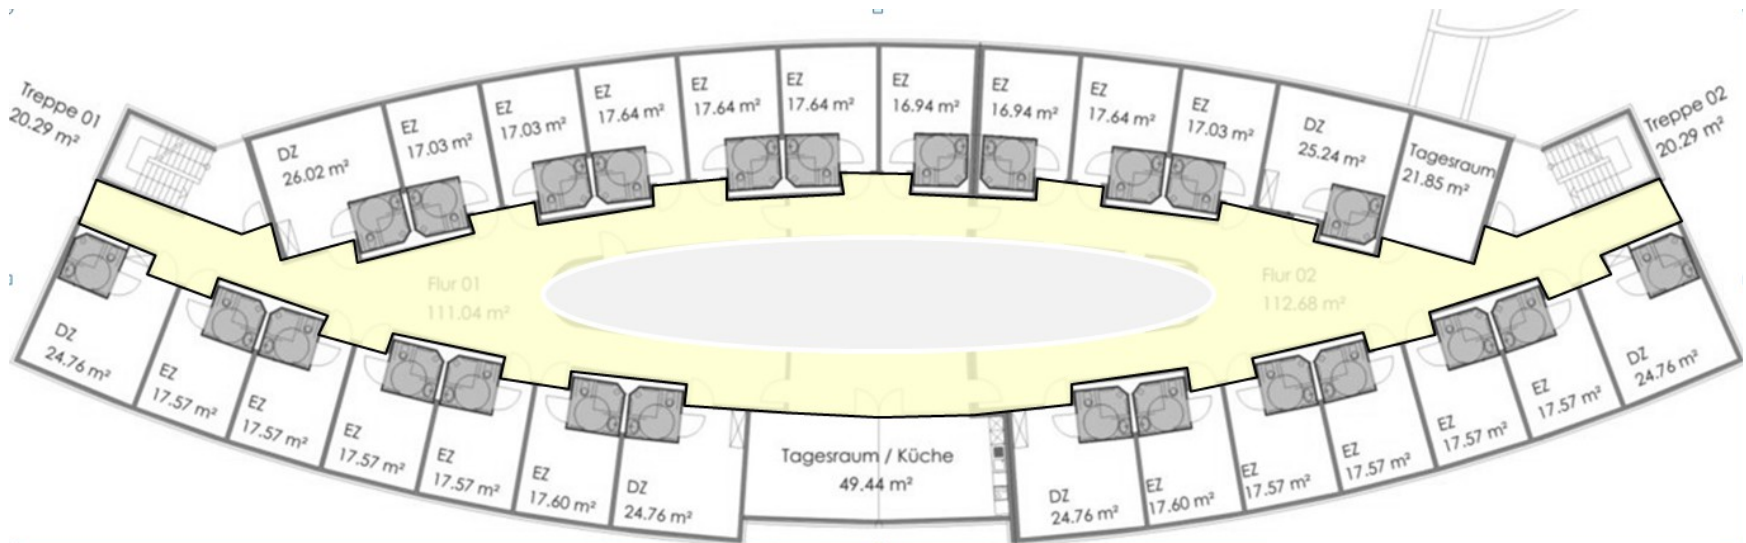 Treppe 01
20.29 m²
DZ
26.02 m²
EZ
17.03 m²
EZ
17.03 m²
EZ
17.64 m²
EZ
17.64 m²
EZ
17.64 m²
EZ
16.94 m²
EZ
16.94 m²
EZ
17.64 m²
EZ
17.03 m²
DZ
25.24 m²
Tagesraum
21.85 m²
Treppe 02
20.29 m²
Flur 01
111.04 m²
Flur 02
112.68 m²
DZ
24.76 m²
EZ
17.57 m²
EZ
17.57 m²
EZ
17.57 m²
EZ
17.57 m²
EZ
17.60 m²
DZ
24.76 m²
Tagesraum / Küche
49.44 m²
DZ
24.76 m²
EZ
17.60 m²
EZ
17.57 m²
EZ
17.57 m²
EZ
17.57 m²
EZ
17.57 m²
DZ
24.76 m²